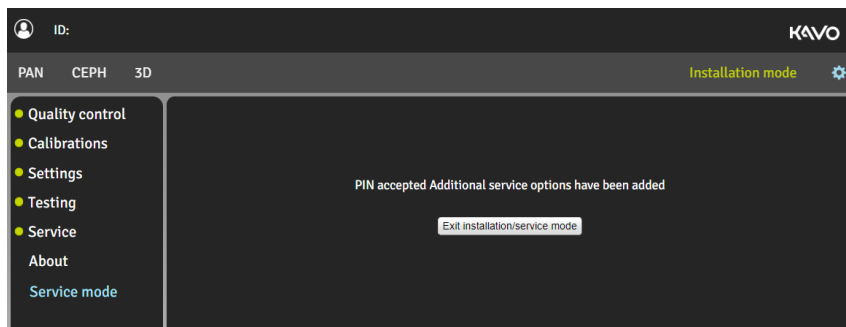 ID:
KAVO
PAN CEPH 3D
Installation mode
Quality control
Calibrations
Settings
Testing
Service
About
Service mode
PIN accepted Additional service options have been added
Exit installation/service mode